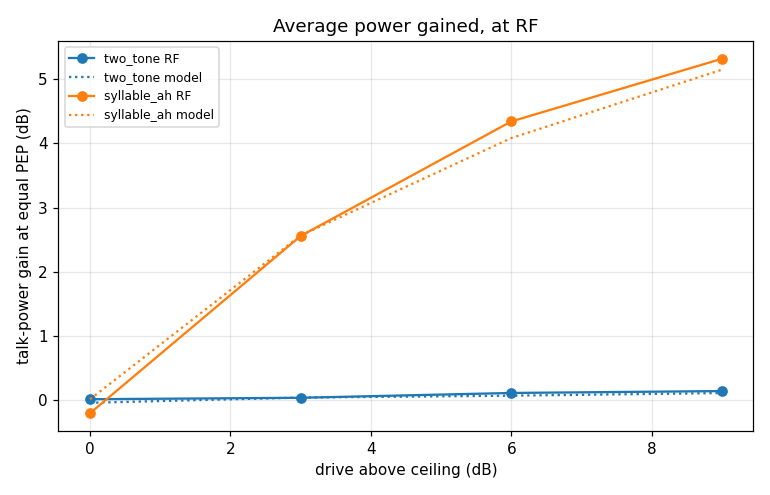 Average power gained, at RF
two_tone RF
two_tone model
syllable_ah RF
syllable_ah model
talk-power gain at equal PEP (dB)
5
4
3
2
1
0
0 2 4 6 8
drive above ceiling (dB)